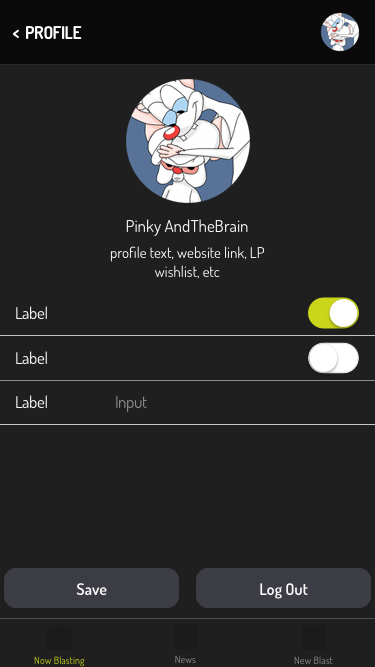 < PROFILE
Pinky AndTheBrain
profile text, website link, LP
wishlist, etc
Label
Label
Label Input
Save Log Out
Now Blasting News New Blast